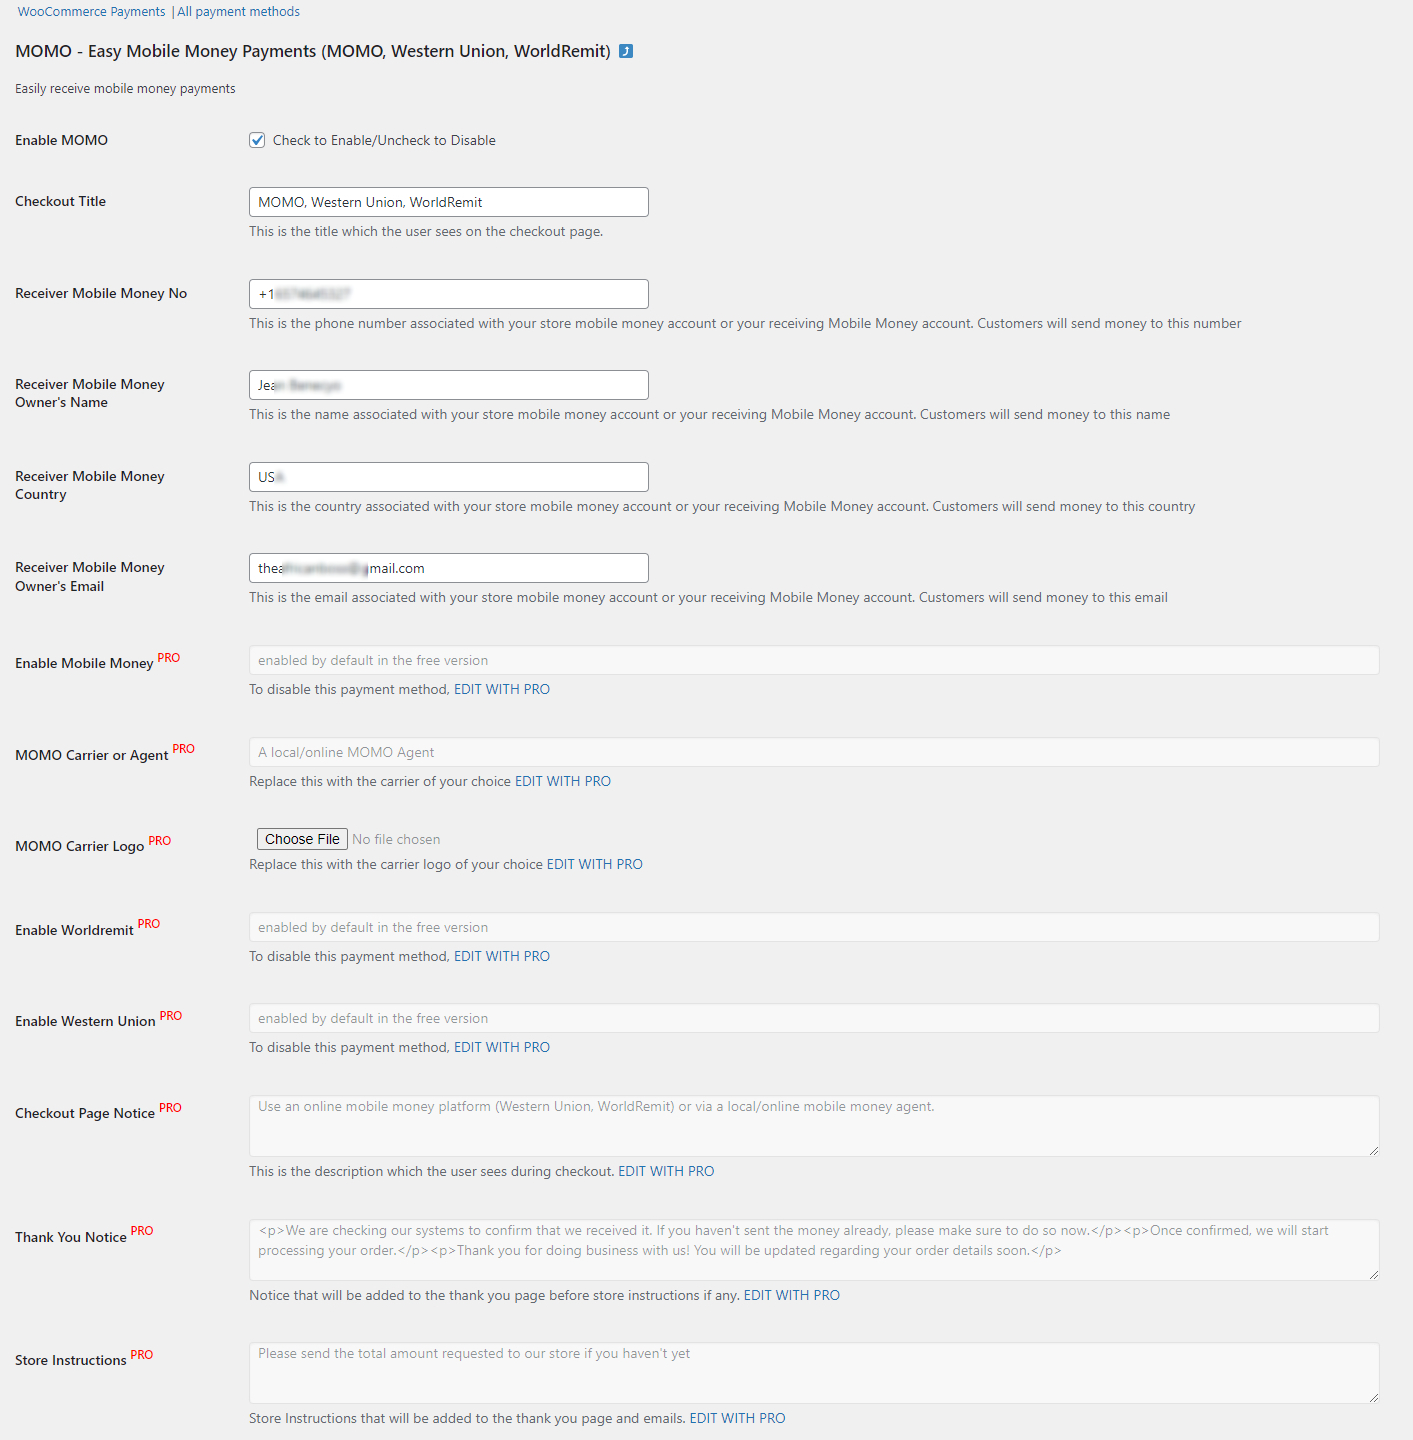 WooCommerce Payments | All payment methods
MOMO - Easy Mobile Money Payments (MOMO, Western Union, WorldRemit)
Easily receive mobile money payments
Enable MOMO
Check to Enable/Uncheck to Disable
Checkout Title
MOMO, Western Union, WorldRemit
This is the title which the user sees on the checkout page.
Receiver Mobile Money No
+1
This is the phone number associated with your store mobile money account or your receiving Mobile Money account. Customers will send money to this number
Receiver Mobile Money
Owner's Name
This is the name associated with your store mobile money account or your receiving Mobile Money account. Customers will send money to this name
Receiver Mobile Money
Country
US
This is the country associated with your store mobile money account or your receiving Mobile Money account. Customers will send money to this country
Receiver Mobile Money
Owner's Email
mail.com
This is the email associated with your store mobile money account or your receiving Mobile Money account. Customers will send money to this email
Enable Mobile Money PRO
enabled by default in the free version
To disable this payment method, EDIT WITH PRO
MOMO Carrier or Agent PRO
A local/online MOMO Agent
Replace this with the carrier of your choice EDIT WITH PRO
MOMO Carrier Logo PRO
Choose File No file chosen
Replace this with the carrier logo of your choice EDIT WITH PRO
Enable Worldremit PRO
enabled by default in the free version
To disable this payment method, EDIT WITH PRO
Enable Western Union PRO
enabled by default in the free version
To disable this payment method, EDIT WITH PRO
Checkout Page Notice PRO
Use an online mobile money platform (Western Union, WorldRemit) or via a local/online mobile money agent.
This is the description which the user sees during checkout. EDIT WITH PRO
Thank You Notice PRO
<p>We are checking our systems to confirm that we received it. If you haven't sent the money already, please make sure to do so now.</p><p>Once confirmed, we will start
processing your order.</p><p>Thank you for doing business with us! You will be updated regarding your order details soon.</p>
Notice that will be added to the thank you page before store instructions if any. EDIT WITH PRO
Store Instructions PRO
Please send the total amount requested to our store if you haven't yet
Store Instructions that will be added to the thank you page and emails. EDIT WITH PRO